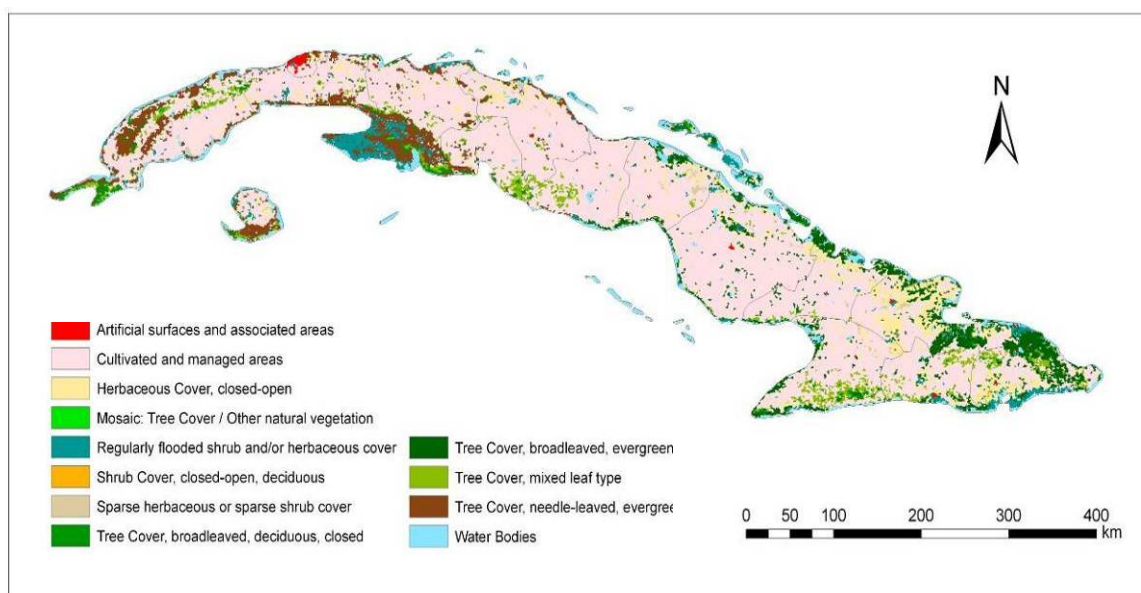 N
Artificial surfaces and associated areas
Cultivated and managed areas
Herbaceous Cover, closed-open
Mosaic: Tree Cover / Other natural vegetation
Regularly flooded shrub and/or herbaceous cover
Shrub Cover, closed-open, deciduous
Sparse herbaceous or sparse shrub cover
Tree Cover, broadleaved, deciduous, closed
Tree Cover, broadleaved, evergreen
Tree Cover, mixed leaf type
Tree Cover, needle-leaved, evergree
Water Bodies
0 50 100 200 300 400
km